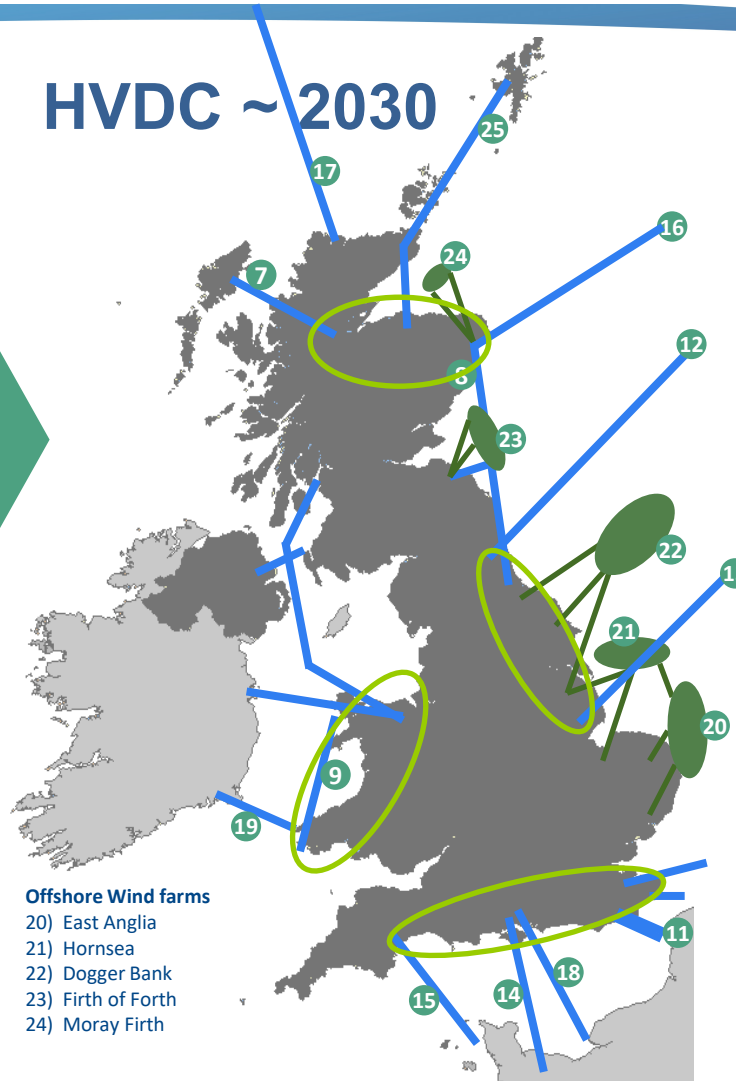 HVDC ~ 2030
25
17
16
24
7
12
8
23
22
1
21
20
9
19
Offshore Wind farms
20) East Anglia
21) Hornsea
22) Dogger Bank
23) Firth of Forth
24) Moray Firth
11
18
14
15